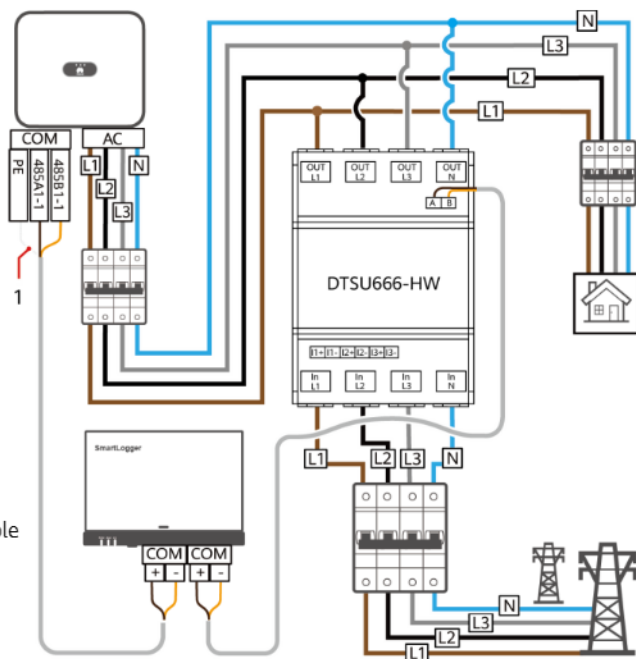 N
L3
L2
L1
COM
AC
PE
485A1-1
485B1-1
L1
L2
L3
N
1
OUT
L1
OUT
L2
OUT
L3
OUT
N
A B
DTSU666-HW
I1+ I1- I2+ I2- I3+ I3-
In
L1
In
L2
In
L3
In
N
L1
L2
L3
N
SmartLogger
ple
COM COM
+ - + -
N
L3
L2
L1